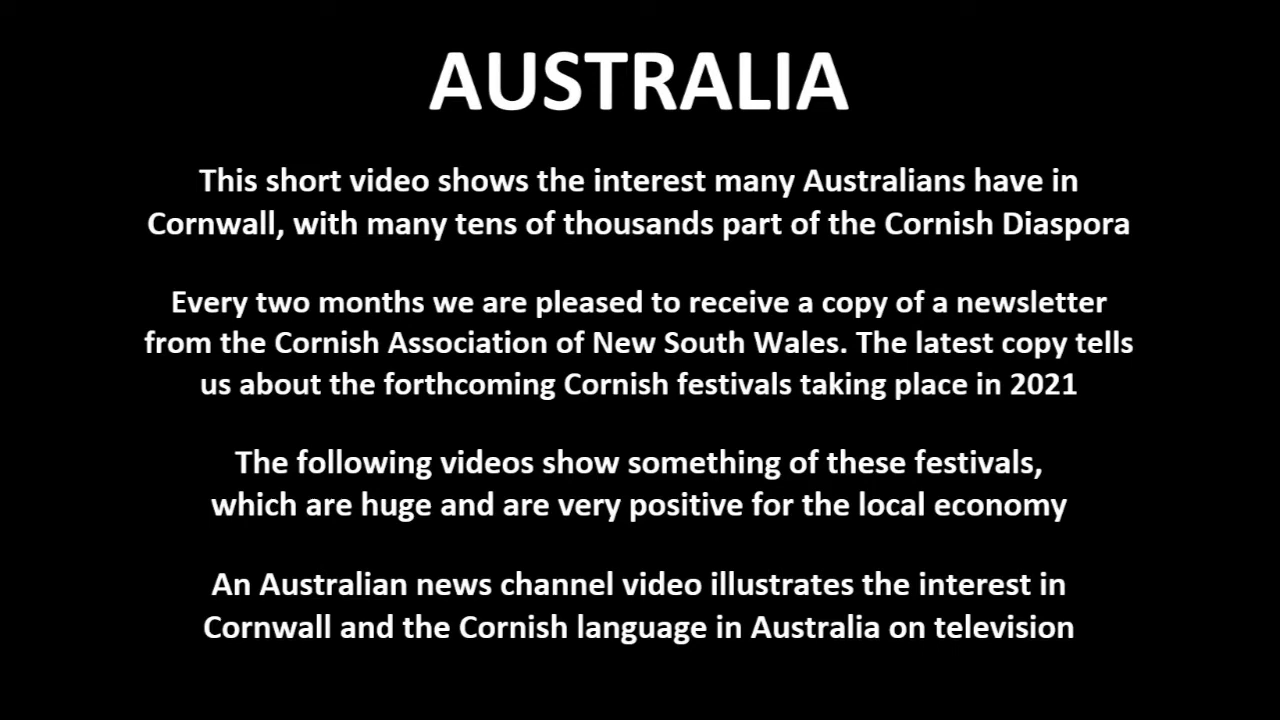 AUSTRALIA
This short video shows the interest many Australians have in
Cornwall, with many tens of thousands part of the Cornish Diaspora
Every two months we are pleased to receive a copy of a newsletter
from the Cornish Association of New South Wales. The latest copy tells
us about the forthcoming Cornish festivals taking place in 2021
The following videos show something of these festivals,
which are huge and are very positive for the local economy
An Australian news channel video illustrates the interest in
Cornwall and the Cornish language in Australia on television